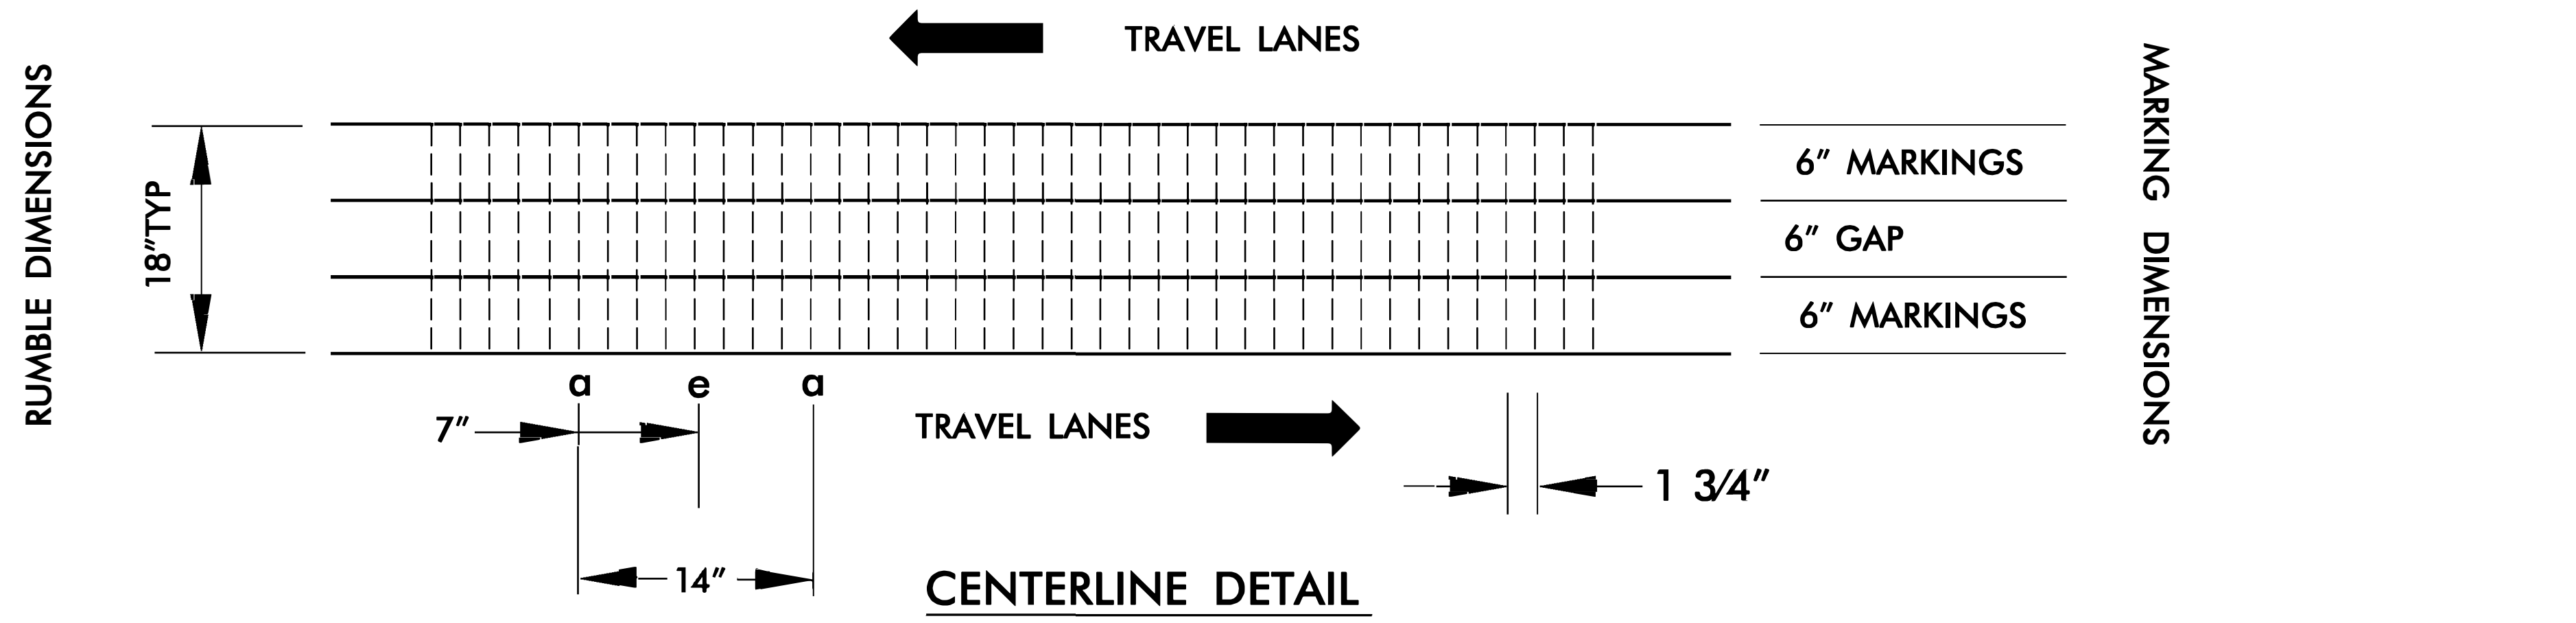 TRAVEL LANES
RUMBLE DIMENSIONS
18"TYP
6" MARKINGS
6" GAP
6" MARKINGS
MARKING DIMENSIONS
a e a
7"
TRAVEL LANES
1 3/4"
14"
CENTERLINE DETAIL